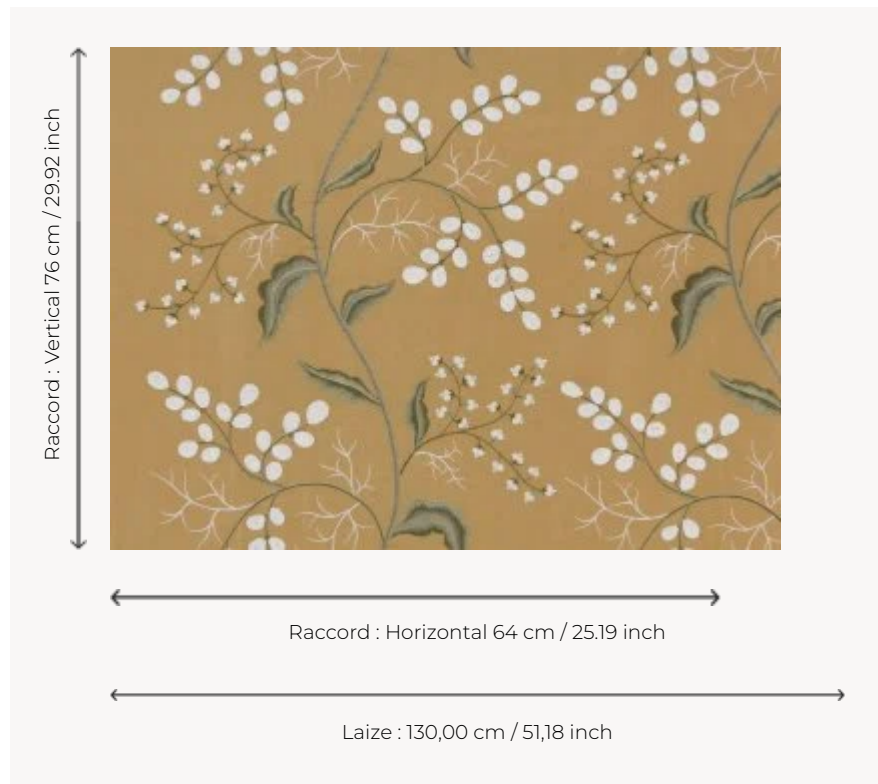 Raccord : Vertical 76 cm / 29.92 inch
Raccord : Horizontal 64 cm / 25.19 inch
Laize : 130,00 cm / 51,18 inch